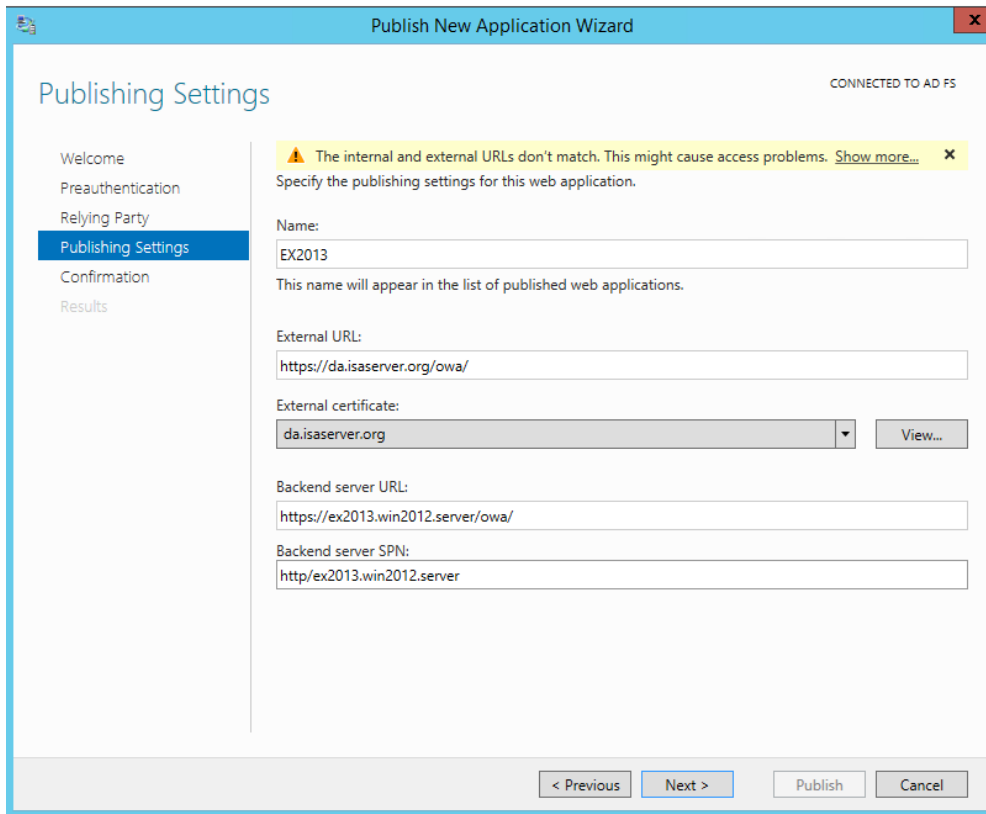 Publish New Application Wizard
x
Publishing Settings
CONNECTED TO AD FS
Welcome
Preauthentication
Relying Party
Publishing Settings
Confirmation
Results
The internal and external URLs don't match. This might cause access problems. Show more... x
Specify the publishing settings for this web application.
Name:
EX2013
This name will appear in the list of published web applications.
External URL:
https://da.isaserver.org/owa/
External certificate:
da.isaserver.org
View...
Backend server URL:
https://ex2013.win2012.server/owa/
Backend server SPN:
http/ex2013.win2012.server
< Previous
Next >
Publish
Cancel